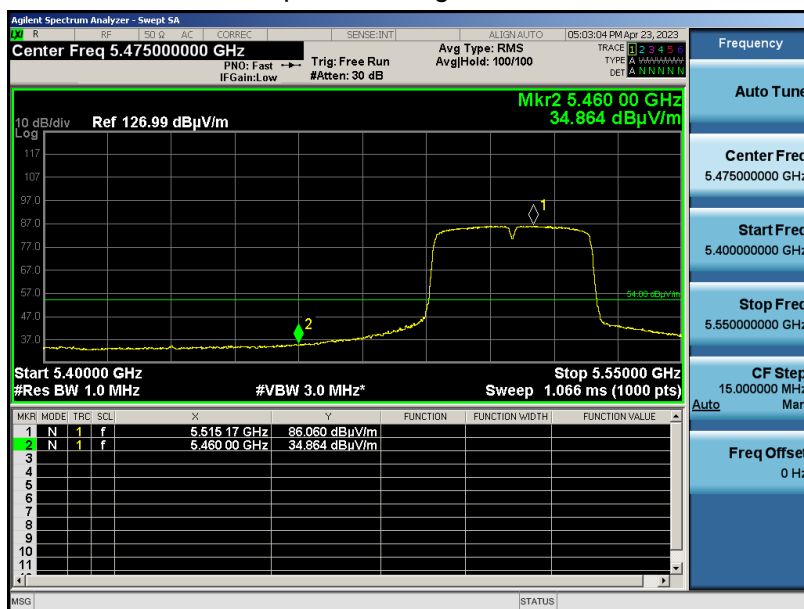 Agilent Spectrum Analyzer - Swept SA
LXI R RF 50 Ω AC CORREC SENSE:INT ALIGN AUTO 05:03:04 PM Apr 23, 2023
Center Freq 5.475000000 GHz
PNO: Fast
IFGain:Low
Trig: Free Run
#Atten: 30 dB
Avg Type: RMS
Avg|Hold: 100/100
TRACE 1 2 3 4 5 6
TYPE A WWWWW
DET A N N N N N
Mkr2 5.460 00 GHz
34.864 dBµV/m
10 dB/div Ref 126.99 dBµV/m
Log
117
107
97.0
87.0
77.0
67.0
57.0
47.0
37.0
1
2
54.00 dBµV/m
Start 5.40000 GHz Stop 5.55000 GHz
#Res BW 1.0 MHz #VBW 3.0 MHz* Sweep 1.066 ms (1000 pts)
MKR MODE TRC SCL X Y FUNCTION FUNCTION WIDTH FUNCTION VALUE
1 N 1 f 5.515 17 GHz 86.060 dBµV/m
2 N 1 f 5.460 00 GHz 34.864 dBµV/m
3
4
5
6
7
8
9
10
11
MSG STATUS
Frequency
Auto Tune
Center Freq
5.475000000 GHz
Start Freq
5.400000000 GHz
Stop Freq
5.550000000 GHz
CF Step
15.000000 MHz
Auto Man
Freq Offset
0 Hz